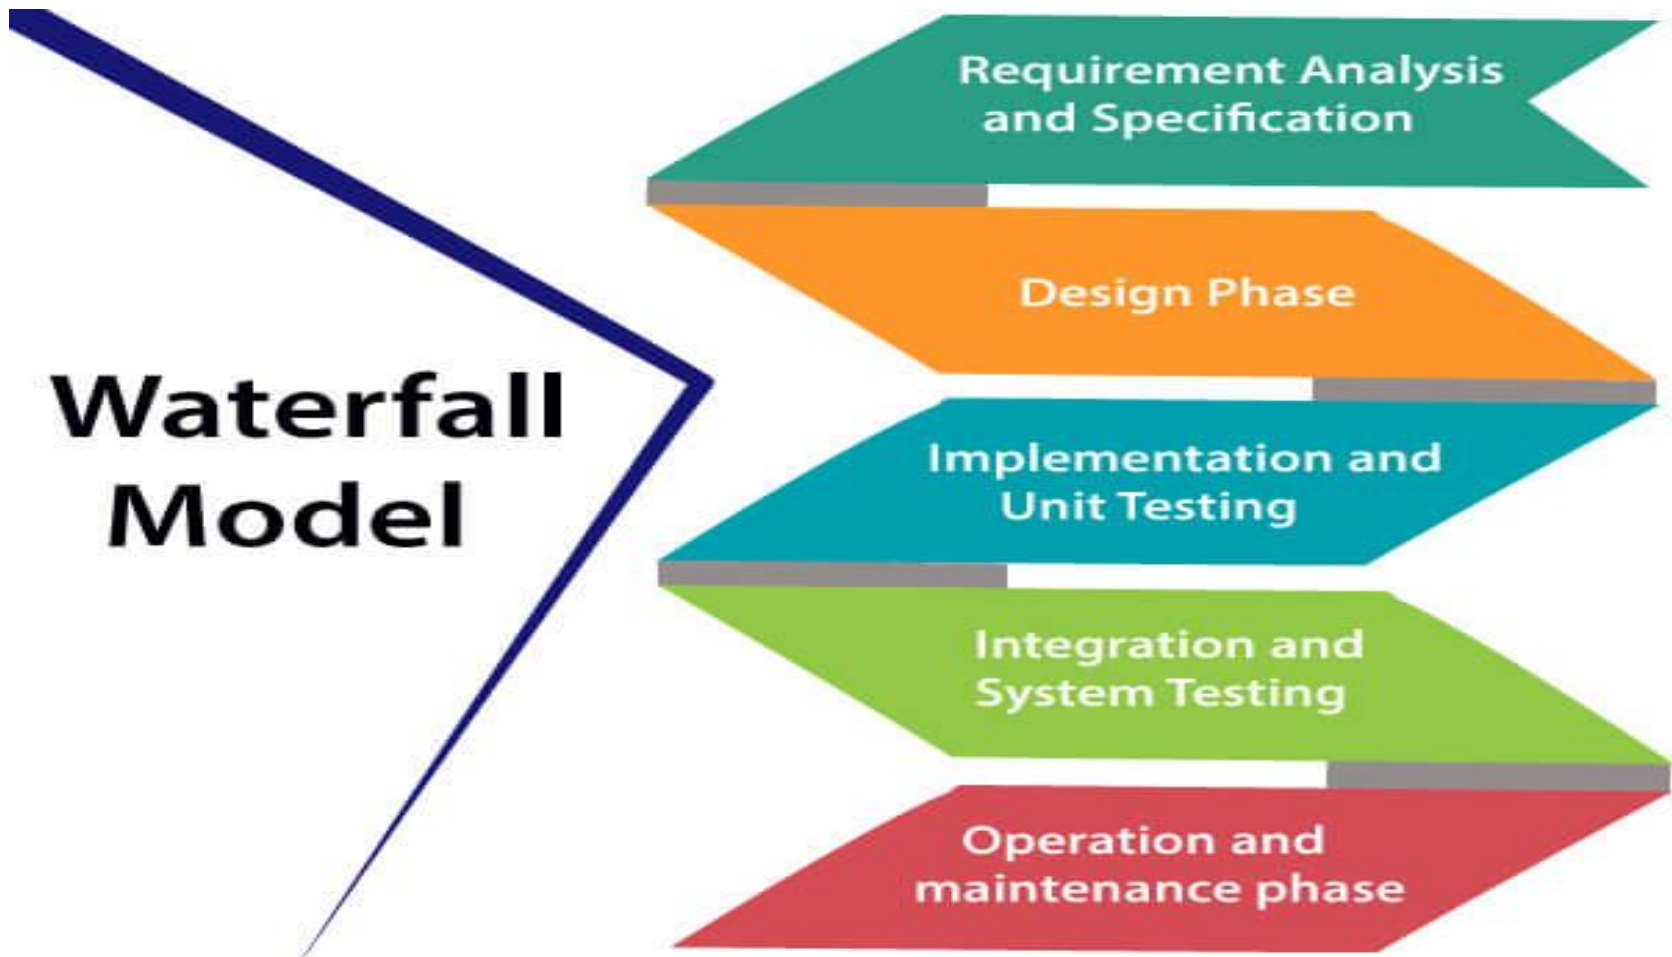 Waterfall
Model
Requirement Analysis
and Specification
Design Phase
Implementation and
Unit Testing
Integration and
System Testing
Operation and
maintenance phase